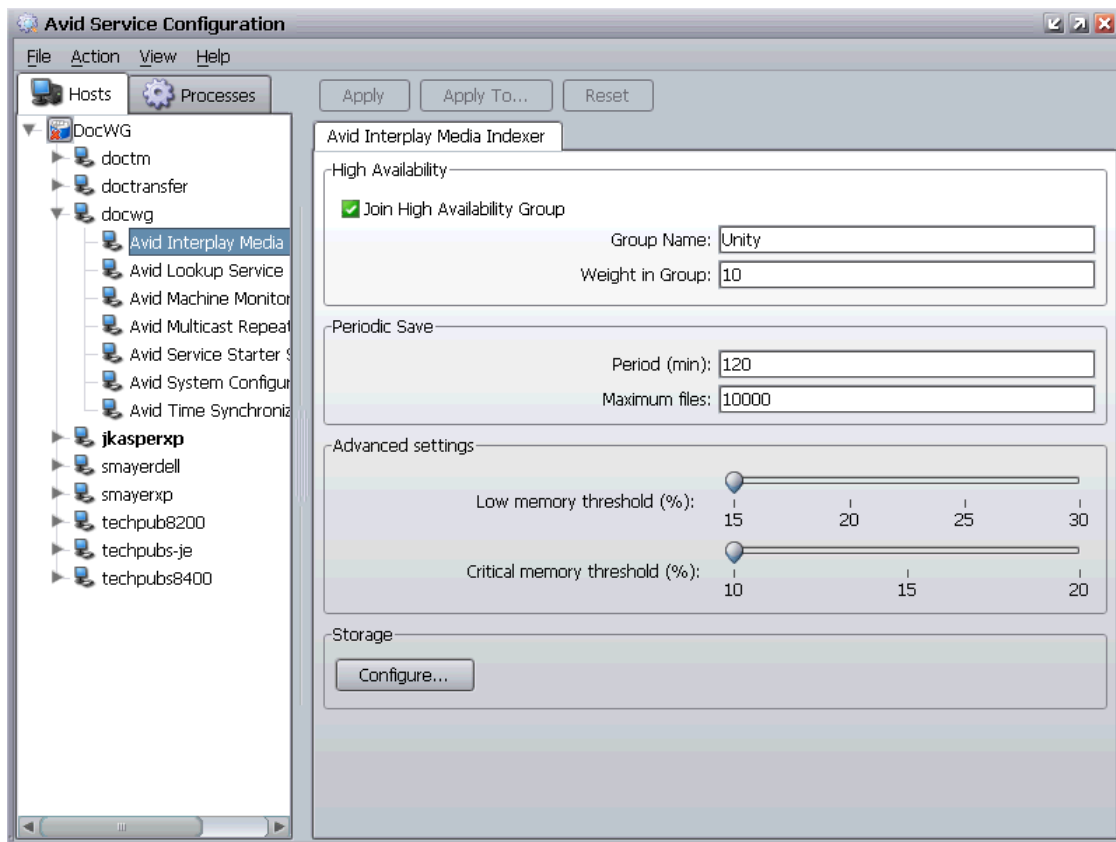 Avid Service Configuration
File Action View Help
Hosts Processes
DocWG
doctm
doctransfer
docwg
Avid Interplay Media
Avid Lookup Service
Avid Machine Monitor
Avid Multicast Repeat
Avid Service Starter S
Avid System Configur
Avid Time Synchroniz
jkasperxp
smayerdell
smayerxp
techpub8200
techpubs-je
techpubs8400
Apply Apply To... Reset
Avid Interplay Media Indexer
High Availability
Join High Availability Group
Group Name: Unity
Weight in Group: 10
Periodic Save
Period (min): 120
Maximum files: 10000
Advanced settings
Low memory threshold (%):
15 20 25 30
Critical memory threshold (%):
10 15 20
Storage
Configure...